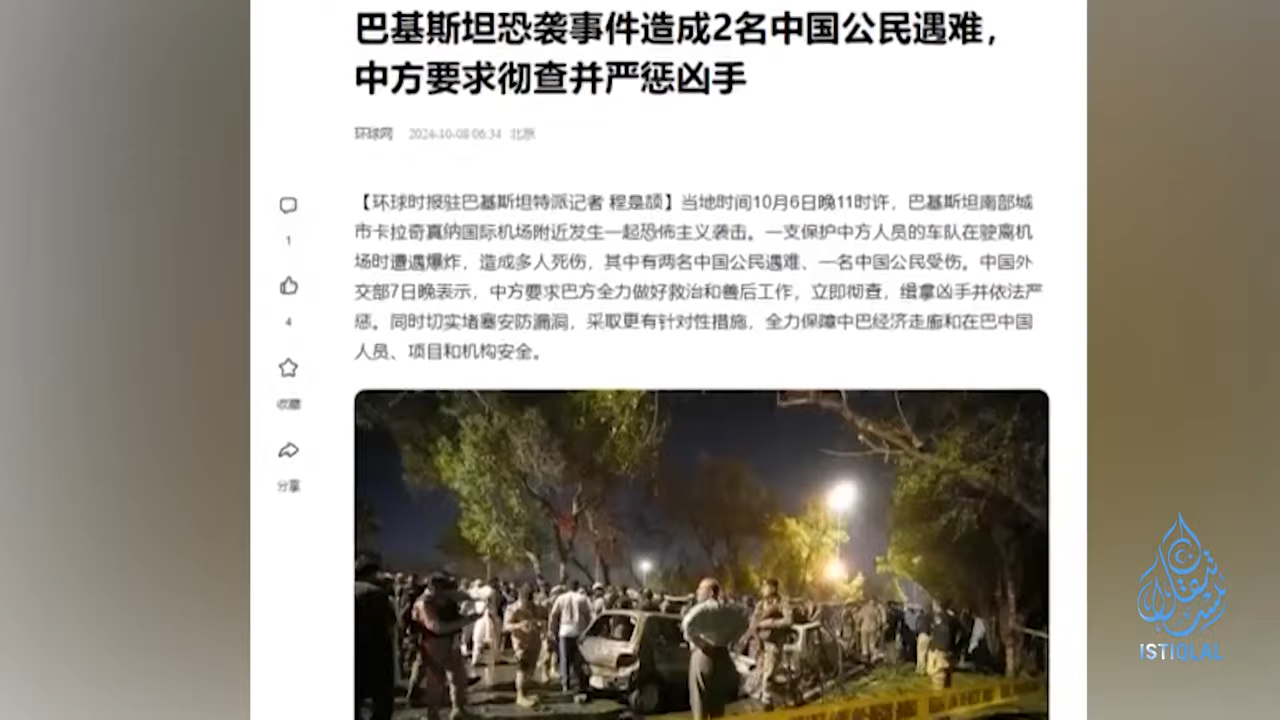 巴基斯坦恐袭事件造成2名中国公民遇难，
中方要求彻查并严惩凶手
环球网 2024-10-08 06:34 北京
【环球时报驻巴基斯坦特派记者 程是颉】当地时间10月6日晚11时许，巴基斯坦南部城
市卡拉奇真纳国际机场附近发生一起恐怖主义袭击。一支保护中方人员的车队在驶离机
场时遭遇爆炸，造成多人死伤，其中有两名中国公民遇难、一名中国公民受伤。中国外
交部7日晚表示，中方要求巴方全力做好救治和善后工作，立即彻查，缉拿凶手并依法严
惩。同时切实堵塞安防漏洞，采取更有针对性措施，全力保障中巴经济走廊和在巴中国
人员、项目和机构安全。
1
4
收藏
分享
ISTIQLAL